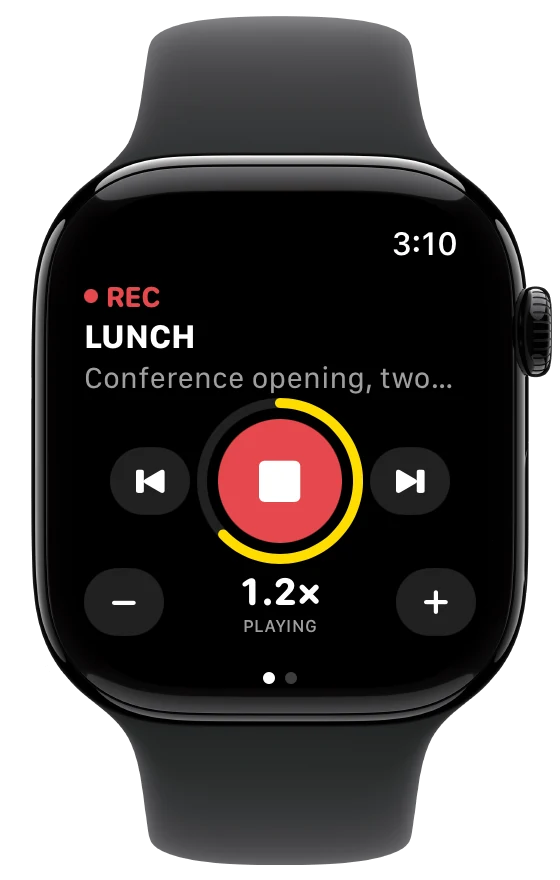 3:10
REC
LUNCH
Conference opening, two...
1.2×
PLAYING